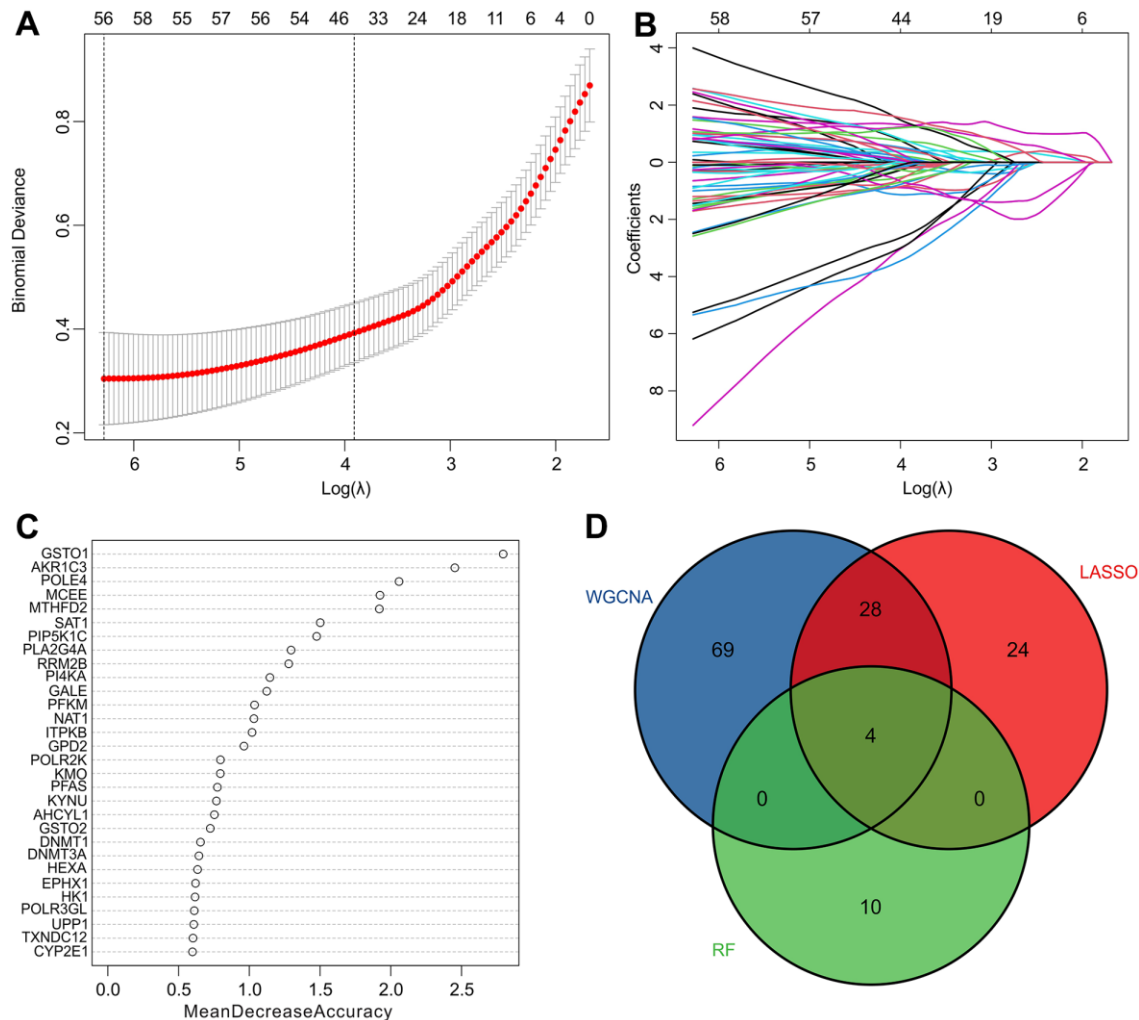 A
56 58 55 57 56 54 46 33 24 18 11 6 4 0
Binomial Deviance
0.8
0.6
0.4
0.2
6 5 4 3 2
Log(λ)
B
58 57 44 19 6
Coefficients
4
2
0
2
4
6
8
6 5 4 3 2
Log(λ)
C
GSTO1
AKR1C3
POLE4
MCEE
MTHFD2
SAT1
PIP5K1C
PLA2G4A
RRM2B
PI4KA
GALE
PFKM
NAT1
ITPKB
GPD2
POLR2K
KMO
PFAS
KYNU
AHCYL1
GSTO2
DNMT1
DNMT3A
HEXA
EPHX1
HK1
POLR3GL
UPP1
TXNDC12
CYP2E1
0.0 0.5 1.0 1.5 2.0 2.5
MeanDecreaseAccuracy
D
WGCNA
LASSO
28
69
24
4
0
0
10
RF